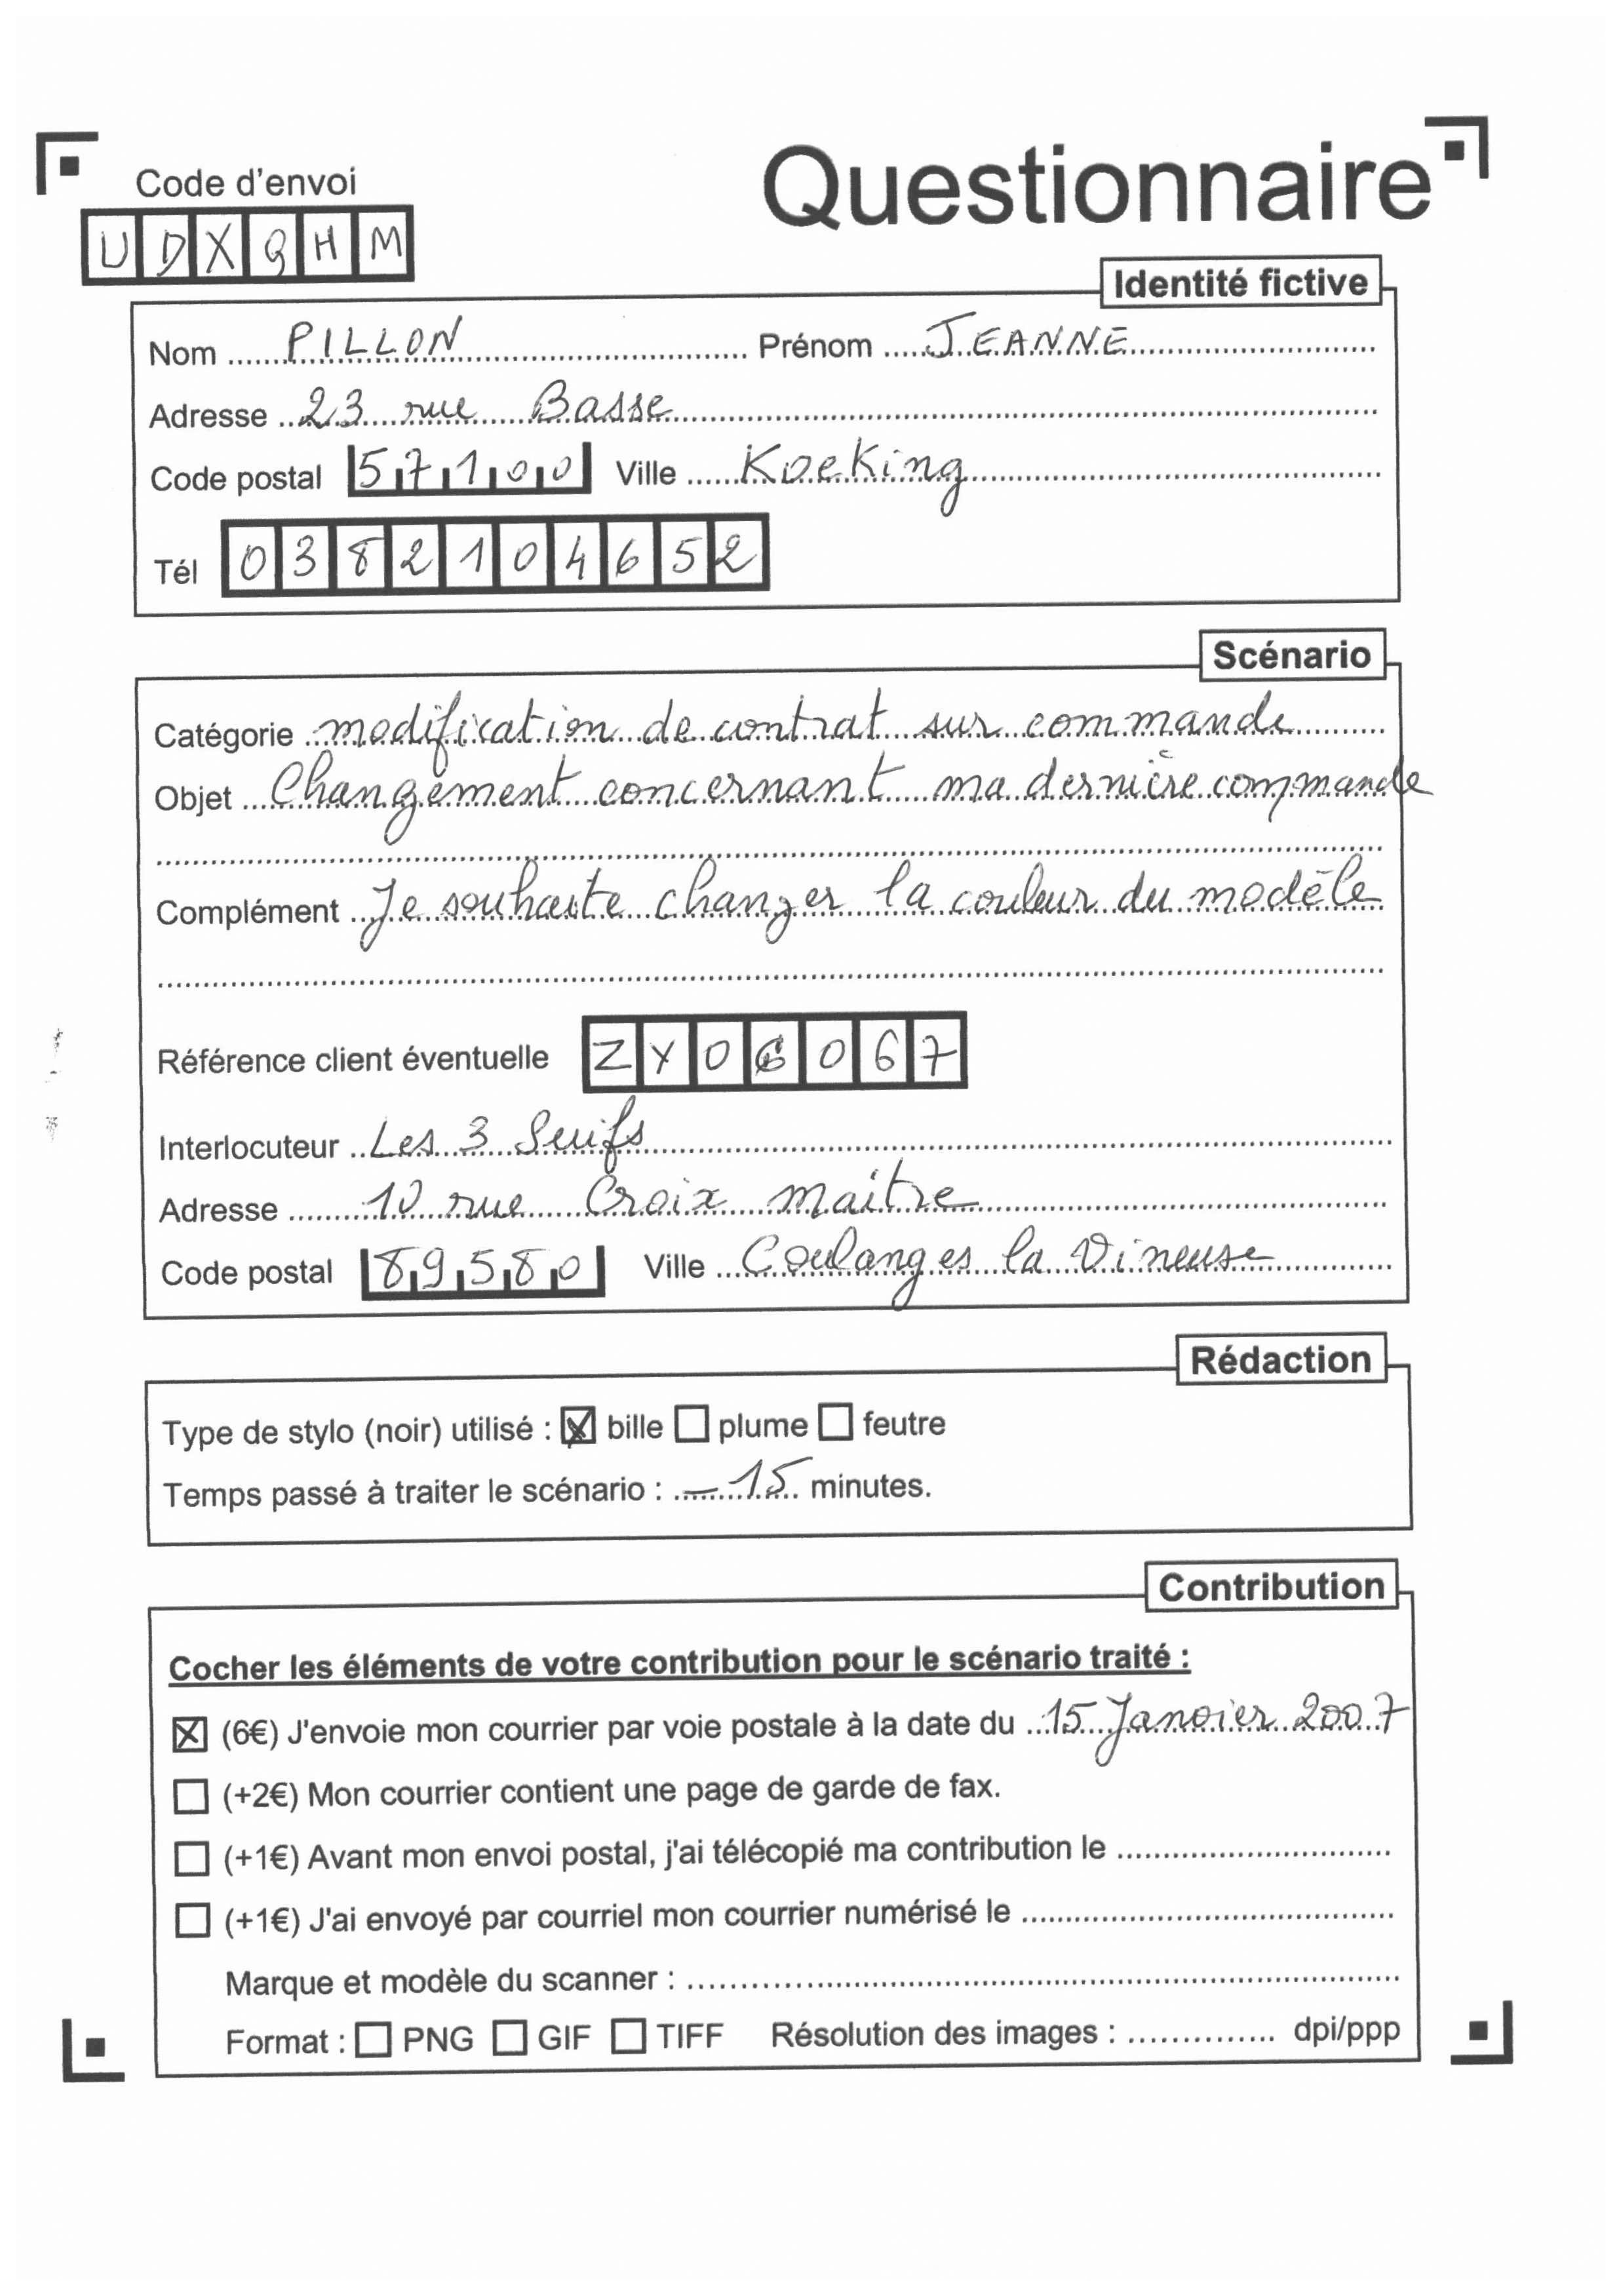 Questionnaire
Code d'envoi
UDXQHM
Identité fictive
Nom ...... PILLON ...... Prénom ..... JEANNE ......
Adresse .. 23 rue Basse ......
Code postal 57100 Ville ...... Koeking ......
Tél 0382104652
Scénario
Catégorie modification de contrat sur commande
Objet .... Changement concernant ma dernière commande
Complément ... Je souhaite changer la couleur du modèle
Référence client éventuelle ZY06067
Interlocuteur .. Les 3 Suifs
Adresse ...... 10 rue Croix maitre
Code postal 89580 Ville ... Coulanges la Vineuse
Rédaction
Type de stylo (noir) utilisé : ☒ bille ☐ plume ☐ feutre
Temps passé à traiter le scénario : – 15 minutes.
Contribution
Cocher les éléments de votre contribution pour le scénario traité :
☒ (6€) J'envoie mon courrier par voie postale à la date du ... 15 Janvier 2007
☐ (+2€) Mon courrier contient une page de garde de fax.
☐ (+1€) Avant mon envoi postal, j'ai télécopié ma contribution le ......
☐ (+1€) J'ai envoyé par courriel mon courrier numérisé le ......
Marque et modèle du scanner : ......
Format : ☐ PNG ☐ GIF ☐ TIFF Résolution des images : ...... dpi/ppp